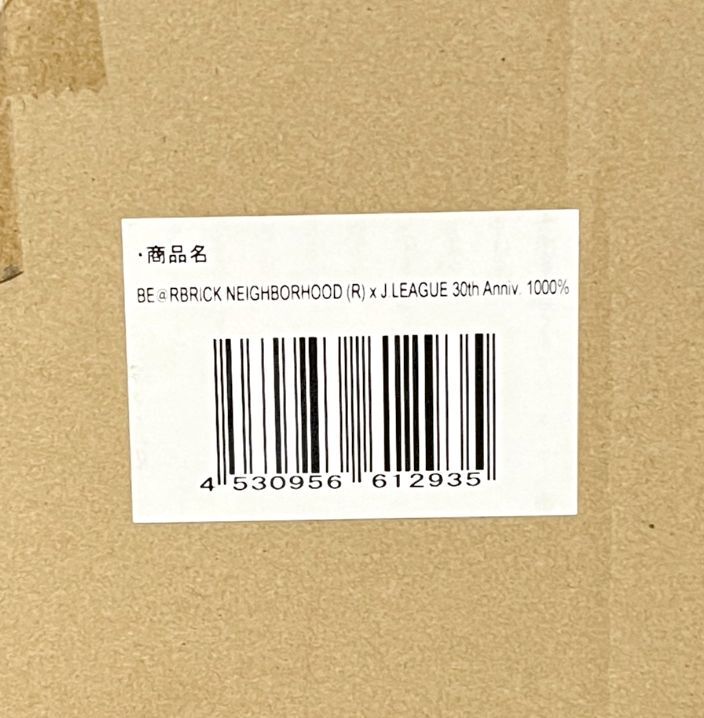 ・商品名
BE@RBRICK NEIGHBORHOOD (R) x J.LEAGUE 30th Anniv. 1000%
4 530956 612935